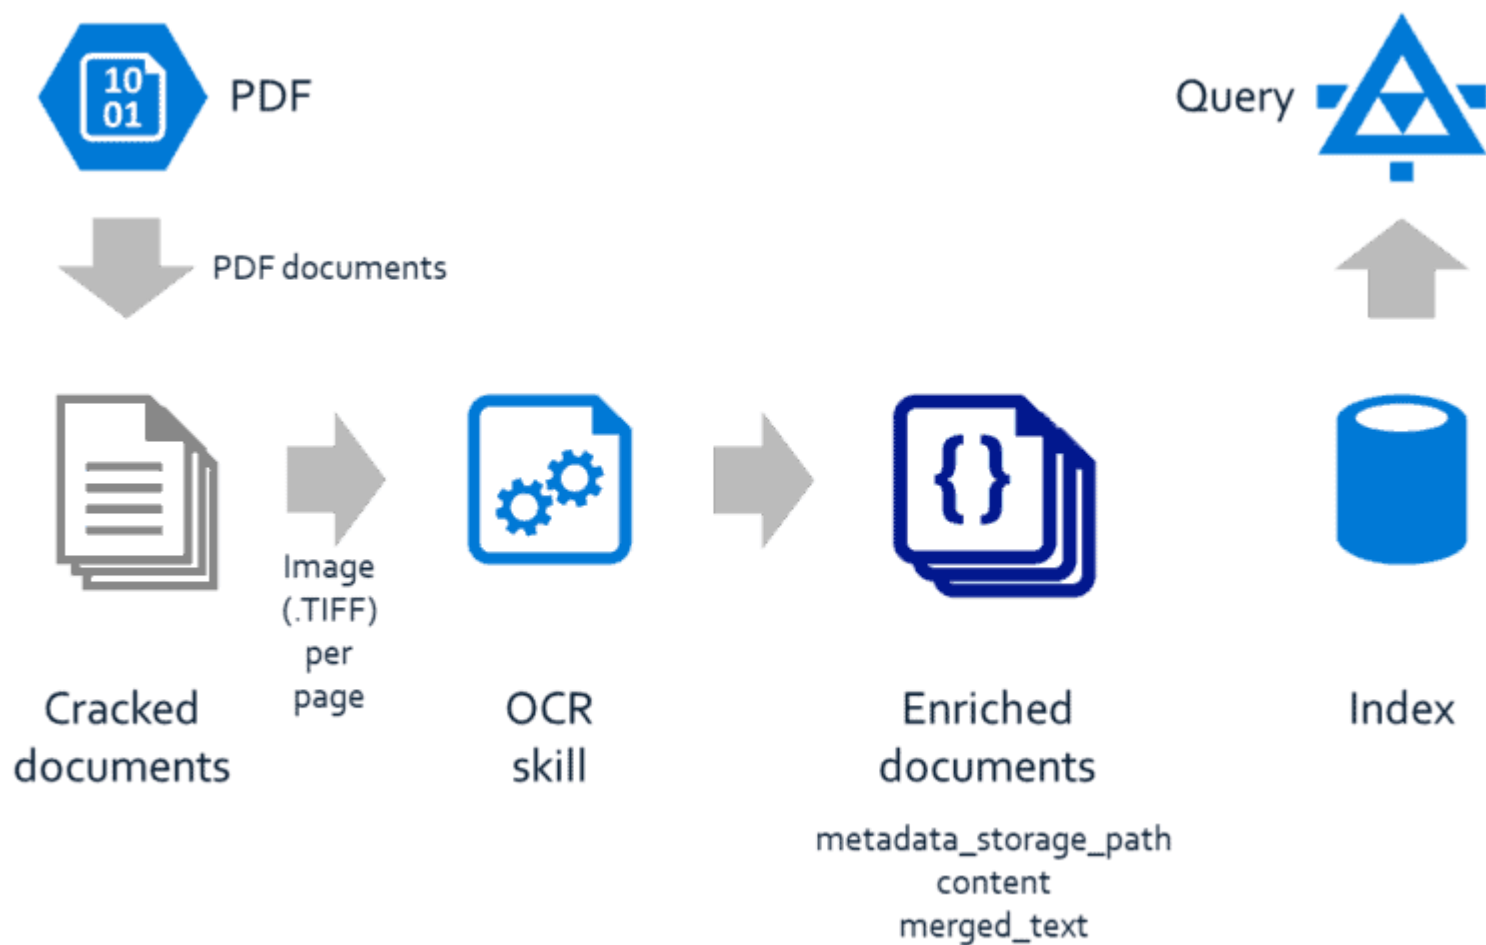 10
01
PDF
Query
PDF documents
Image
(.TIFF)
per
page
Cracked
documents
OCR
skill
{}
Enriched
documents
metadata_storage_path
content
merged_text
Index